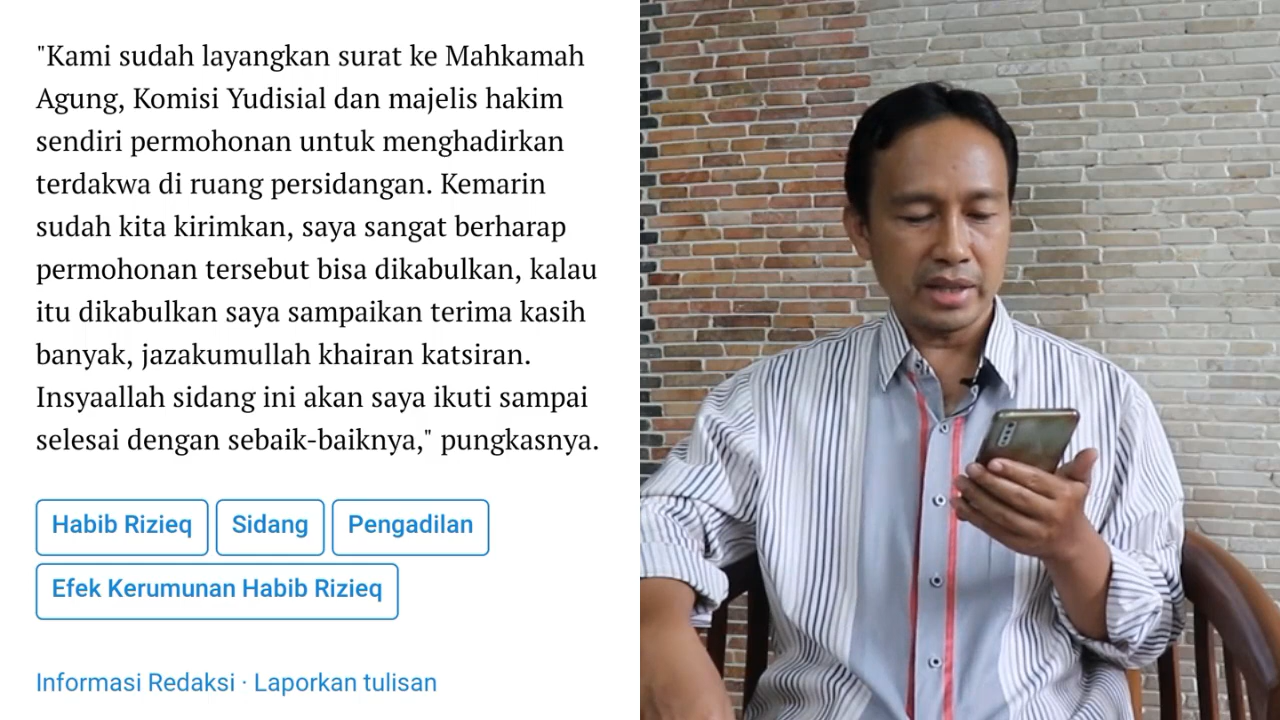 "Kami sudah layangkan surat ke Mahkamah
Agung, Komisi Yudisial dan majelis hakim
sendiri permohonan untuk menghadirkan
terdakwa di ruang persidangan. Kemarin
sudah kita kirimkan, saya sangat berharap
permohonan tersebut bisa dikabulkan, kalau
itu dikabulkan saya sampaikan terima kasih
banyak, jazakumullah khairan katsiran.
Insyaallah sidang ini akan saya ikuti sampai
selesai dengan sebaik-baiknya," pungkasnya.
Habib Rizieq Sidang Pengadilan
Efek Kerumunan Habib Rizieq
Informasi Redaksi · Laporkan tulisan